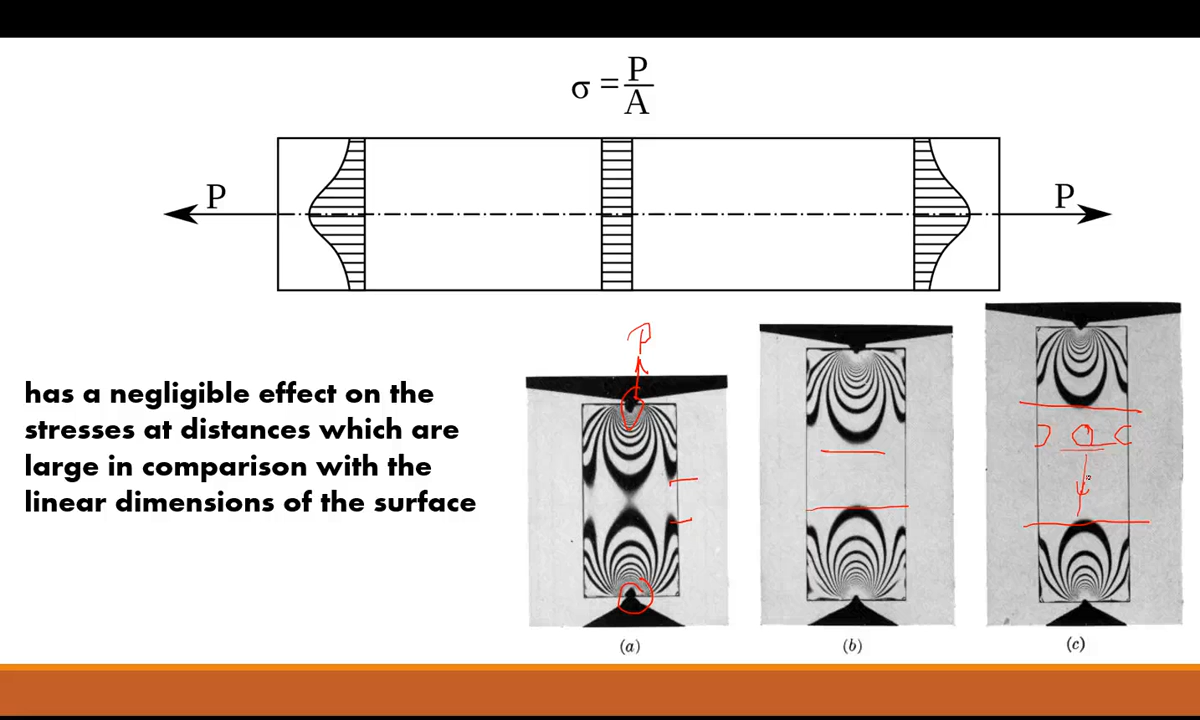 σ = P/A
P
P
P
has a negligible effect on the
stresses at distances which are
large in comparison with the
linear dimensions of the surface
(a)
(b)
(c)